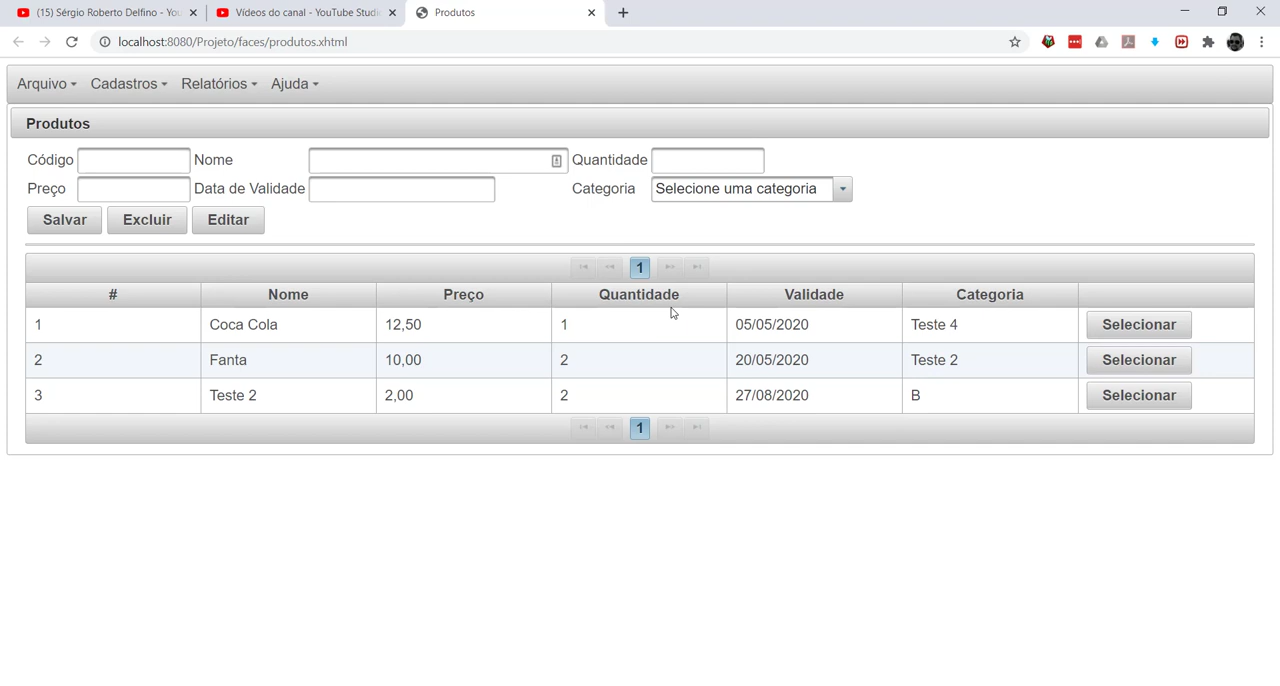 (15) Sérgio Roberto Delfino - You
Vídeos do canal - YouTube Studio
Produtos
localhost:8080/Projeto/faces/produtos.xhtml
Arquivo Cadastros Relatórios Ajuda
Produtos
Código Nome Quantidade
Preço Data de Validade Categoria Selecione uma categoria
Salvar Excluir Editar
1
# Nome Preço Quantidade Validade Categoria
1 Coca Cola 12,50 1 05/05/2020 Teste 4 Selecionar
2 Fanta 10,00 2 20/05/2020 Teste 2 Selecionar
3 Teste 2 2,00 2 27/08/2020 B Selecionar
1